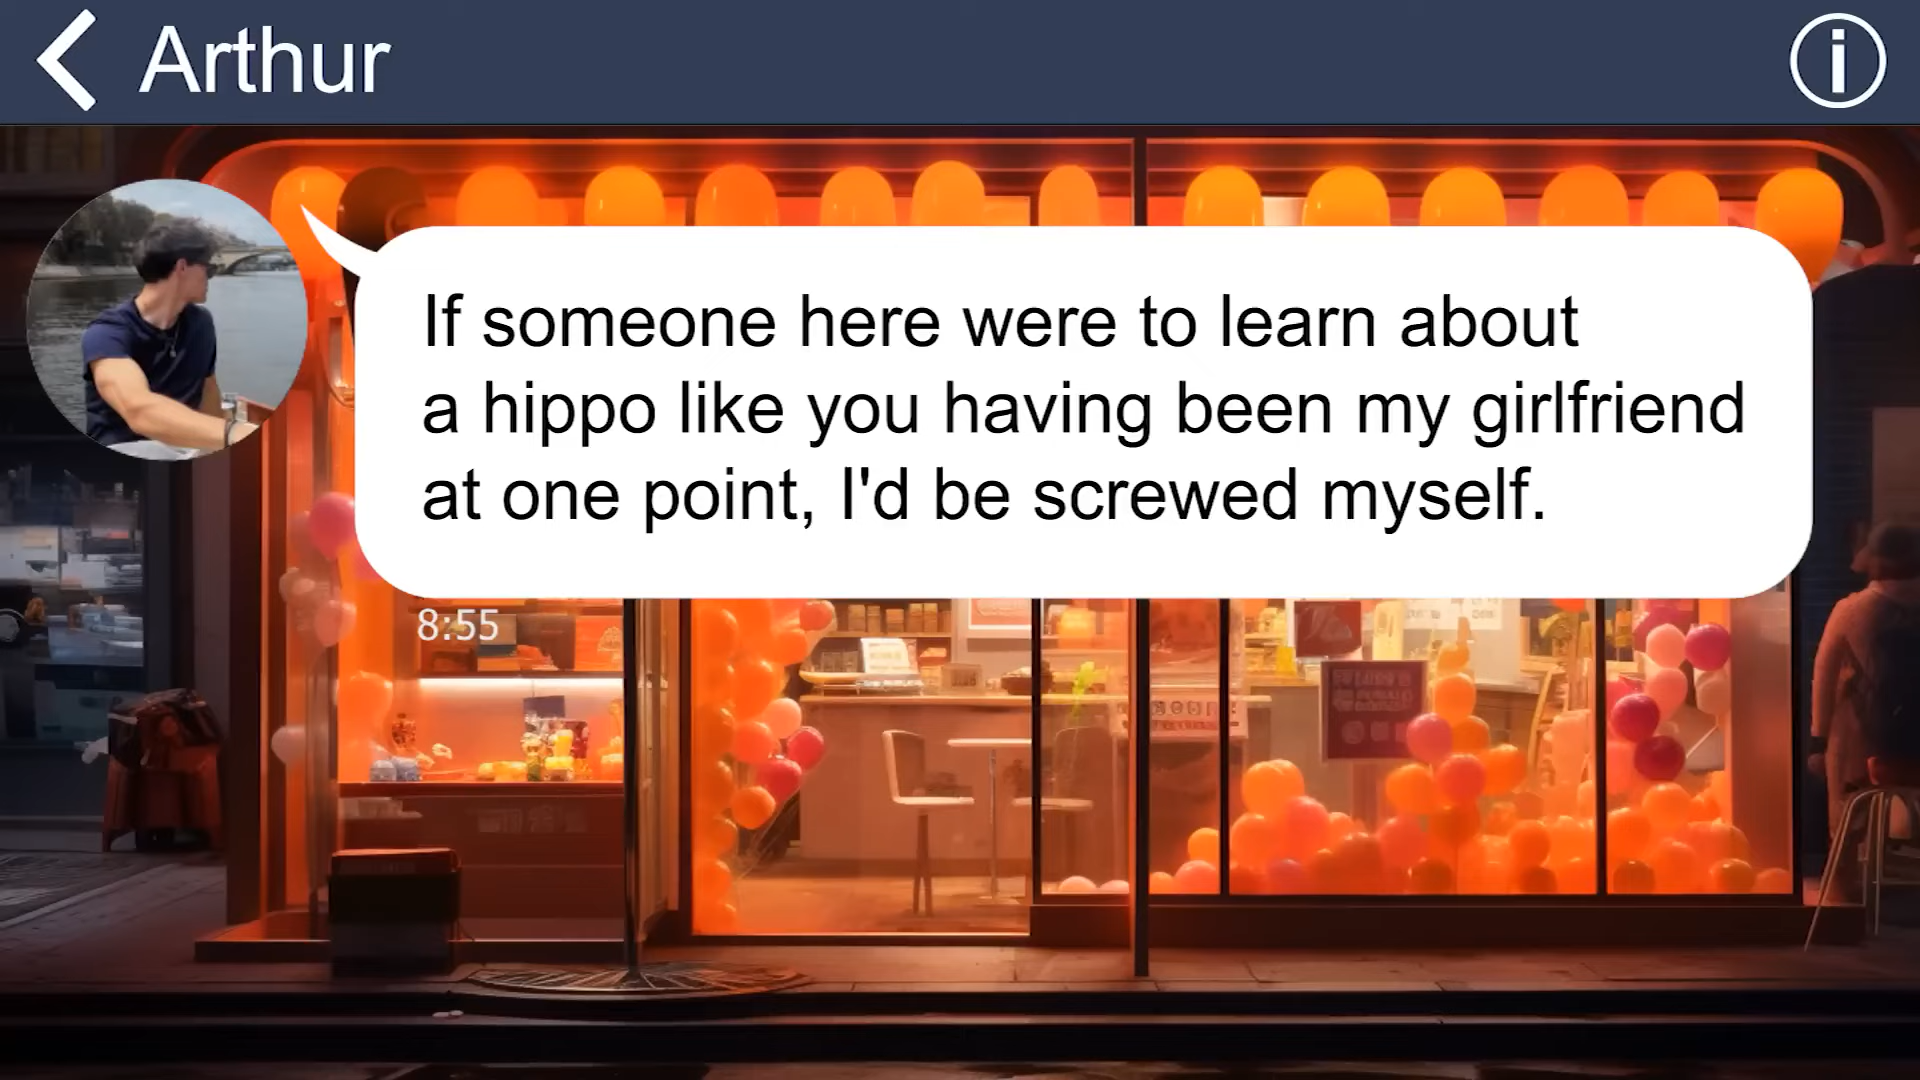 Arthur
If someone here were to learn about
a hippo like you having been my girlfriend
at one point, I'd be screwed myself.
8:55